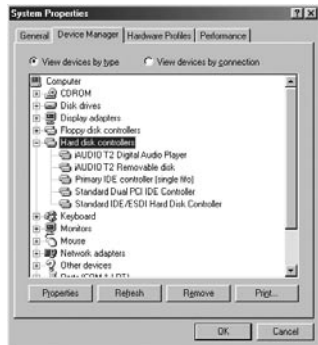 System Properties
General Device Manager Hardware Profiles Performance
View devices by type View devices by connection
Computer
CDROM
Disk drives
Display adapters
Floppy disk controllers
Hard disk controllers
iAUDIO T2 Digital Audio Player
iAUDIO T2 Removable disk
Primary IDE controller (single fifo)
Standard Dual PCI IDE Controller
Standard IDE/ESDI Hard Disk Controller
Keyboard
Monitors
Mouse
Network adapters
Other devices
Ports (COM & LPT)
Properties Refresh Remove Print...
OK Cancel